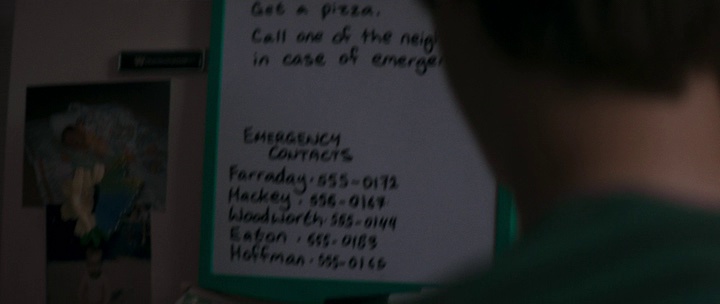 Get a pizza.
Call one of the neig
in case of emerge
EMERGENCY
CONTACTS
Farraday · 555-0172
Hackey · 556-0167
Woodworth · 555-0144
Eaton · 555-0183
Hoffman · 555-0165